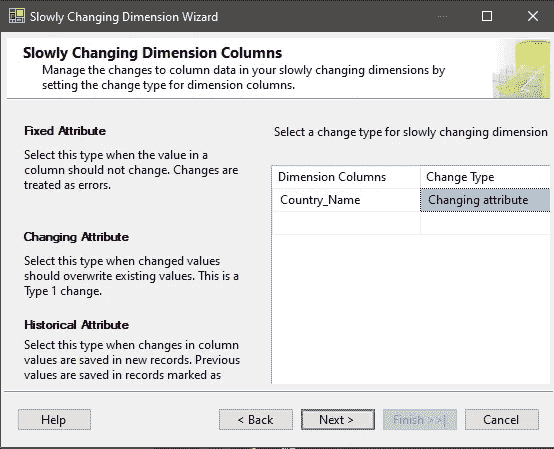 Slowly Changing Dimension Wizard
Slowly Changing Dimension Columns
Manage the changes to column data in your slowly changing dimensions by
setting the change type for dimension columns.
Fixed Attribute
Select this type when the value in a
column should not change. Changes are
treated as errors.
Changing Attribute
Select this type when changed values
should overwrite existing values. This is a
Type 1 change.
Historical Attribute
Select this type when changes in column
values are saved in new records. Previous
values are saved in records marked as
Select a change type for slowly changing dimension
Dimension Columns Change Type
Country_Name Changing attribute
Help < Back Next > Finish >>| Cancel